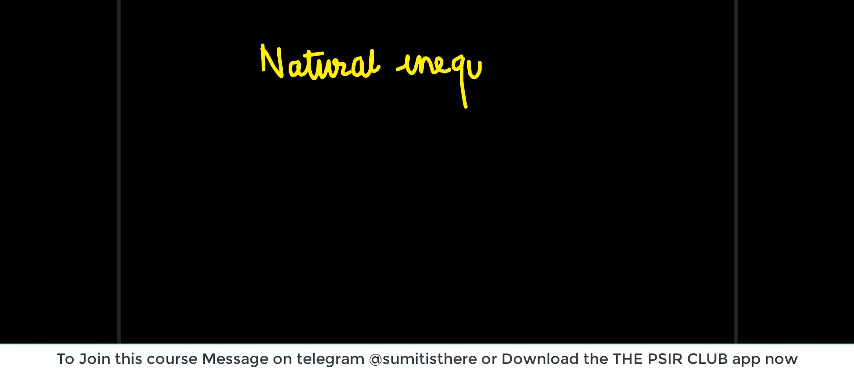 Natural inequ
To Join this course Message on telegram @sumitisthere or Download the THE PSIR CLUB app now